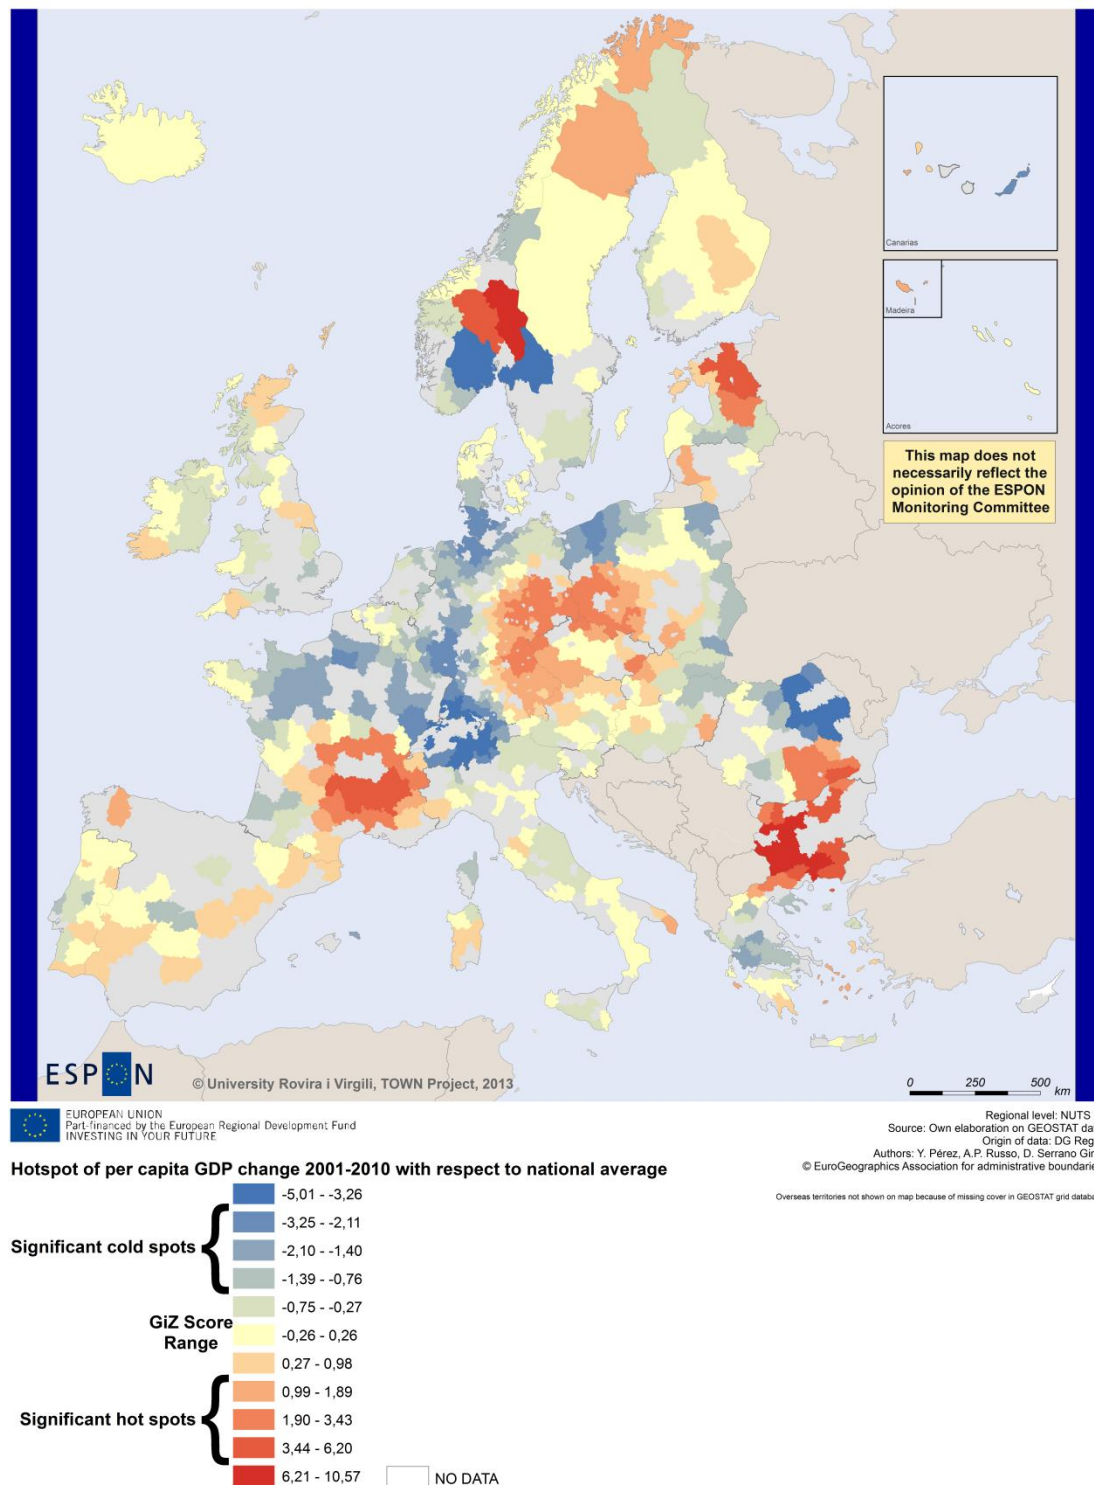 Canarias
Madeira
Acores
This map does not
necessarily reflect the
opinion of the ESPON
Monitoring Committee
ESPON
© University Rovira i Virgili, TOWN Project, 2013
0 250 500
km
EUROPEAN UNION
Part-financed by the European Regional Development Fund
INVESTING IN YOUR FUTURE
Regional level: NUTS
Source: Own elaboration on GEOSTAT
Origin of data: DG
Authors: Y. Pérez, A.P. Russo, D. Serrano
© EuroGeographics Association for administrative
Overseas territories not shown on map because of missing cover in GEOSTAT grid
Hotspot of per capita GDP change 2001-2010 with respect to national average
-5,01 - -3,26
Significant cold spots
-3,25 - -2,11
-2,10 - -1,40
-1,39 - -0,76
-0,75 - -0,27
GiZ Score
Range
-0,26 - 0,26
0,27 - 0,98
Significant hot spots
0,99 - 1,89
1,90 - 3,43
3,44 - 6,20
6,21 - 10,57
NO DATA